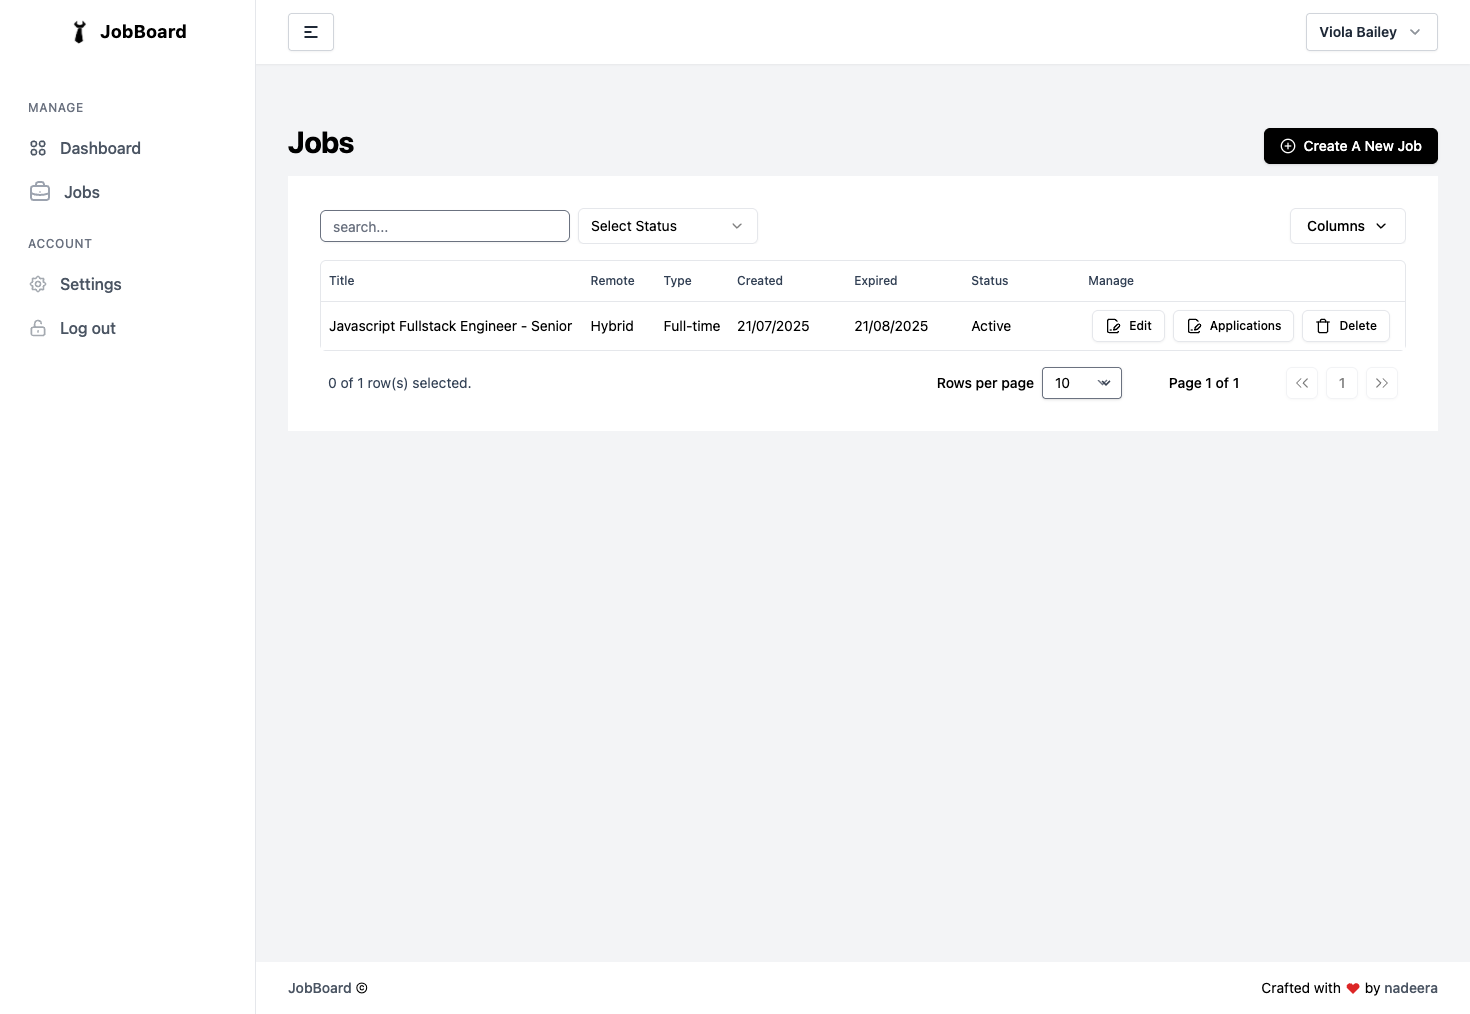 JobBoard
Viola Bailey
MANAGE
Dashboard
Jobs
ACCOUNT
Settings
Log out
Jobs
Create A New Job
search...
Select Status
Columns
Title Remote Type Created Expired Status Manage
Javascript Fullstack Engineer - Senior Hybrid Full-time 21/07/2025 21/08/2025 Active Edit Applications Delete
0 of 1 row(s) selected.
Rows per page 10 Page 1 of 1 1
JobBoard ©
Crafted with ❤ by nadeera